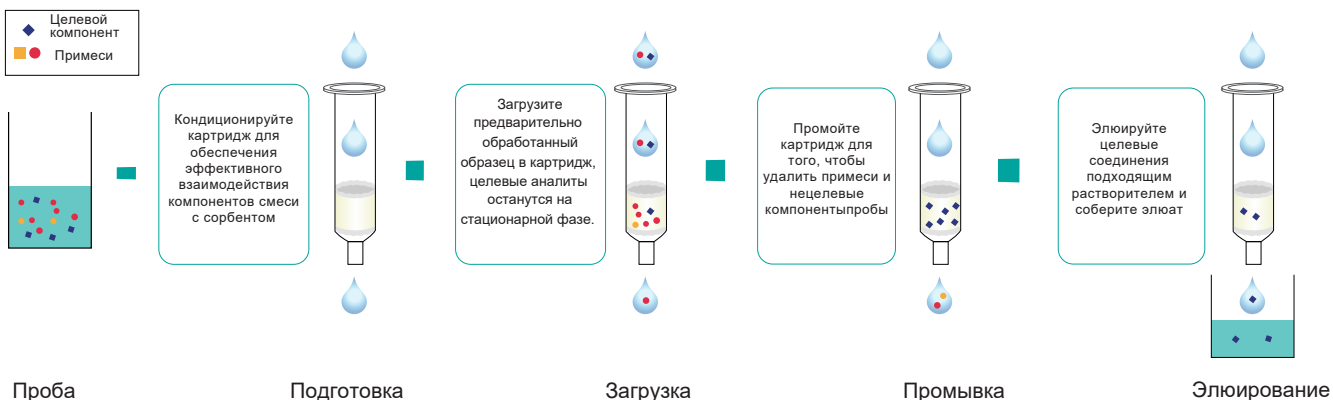 Целевой
компонент
Примеси
Кондиционируйте
картридж для
обеспечения
эффективного
взаимодействия
компонентов смеси
с сорбентом
Загрузите
предварительно
обработанный
образец в картридж,
целевые аналиты
останутся на
стационарной фазе.
Промойте
картридж для
того, чтобы
удалить примеси и
нецелевые
компонентыпробы
Элюируйте
целевые
соединения
подходящим
растворителем и
соберите элюат
Проба
Подготовка
Загрузка
Промывка
Элюирование